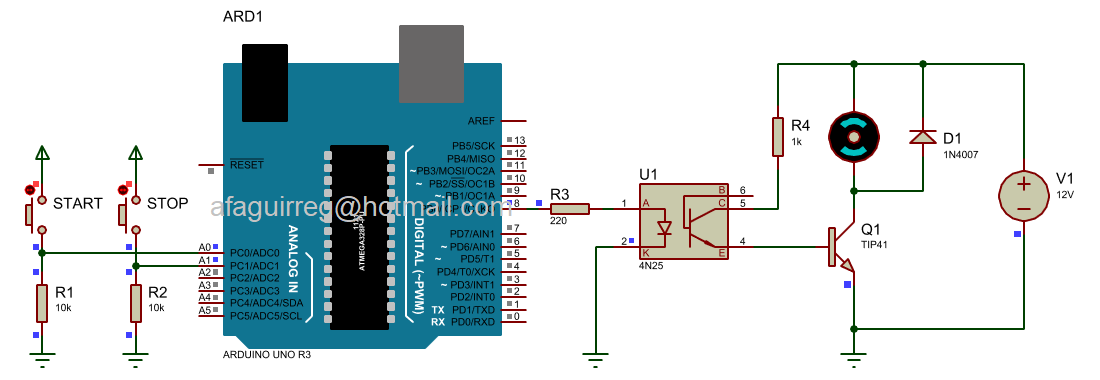 ARD1
AREF
RESET
13
PB5/SCK
12
PB4/MISO
11
~PB3/MOSI/OC2A
10
~ PB2/SS/OC1B
9
~ PB1/OC1A
8
7
PD7/AIN1
6
~ PD6/AIN0
5
~ PD5/T1
4
PD4/T0/XCK
3
~ PD3/INT1
2
PD2/INT0
1
TX PD1/TXD
0
RX PD0/RXD
A0
PC0/ADC0
A1
PC1/ADC1
A2
PC2/ADC2
A3
PC3/ADC3
A4
PC4/ADC4/SDA
A5
PC5/ADC5/SCL
ANALOG IN
ATMEGA328P-PU
DIGITAL (~PWM)
afaguirreg@hotmail.com
ARDUINO UNO R3
START
STOP
R1
10k
R2
10k
R3
220
U1
1
A
2
K
B
6
C
5
E
4
4N25
R4
1k
D1
1N4007
Q1
TIP41
V1
12V